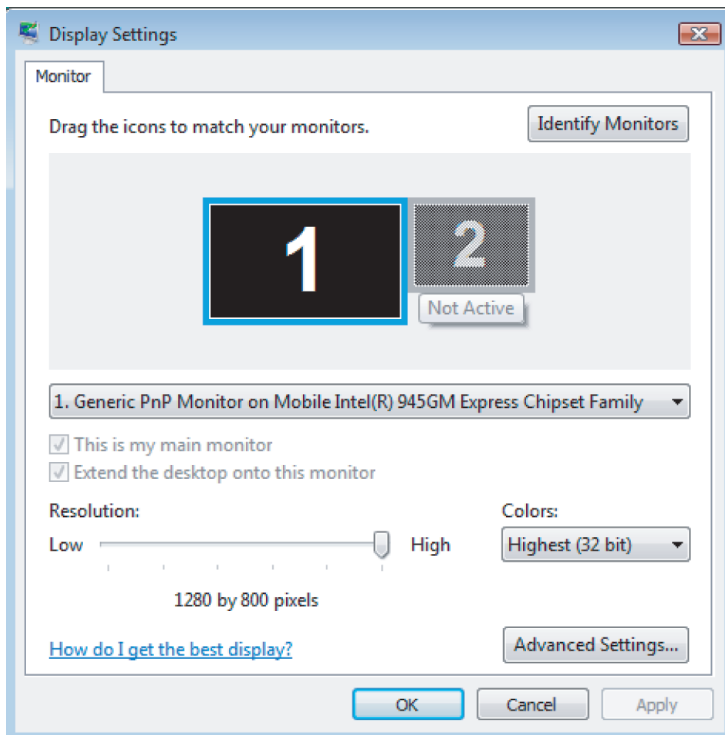 Display Settings
Monitor
Drag the icons to match your monitors.
Identify Monitors
1
2
Not Active
1. Generic PnP Monitor on Mobile Intel(R) 945GM Express Chipset Family
This is my main monitor
Extend the desktop onto this monitor
Resolution:
Colors:
Low
High
Highest (32 bit)
1280 by 800 pixels
How do I get the best display?
Advanced Settings...
OK
Cancel
Apply